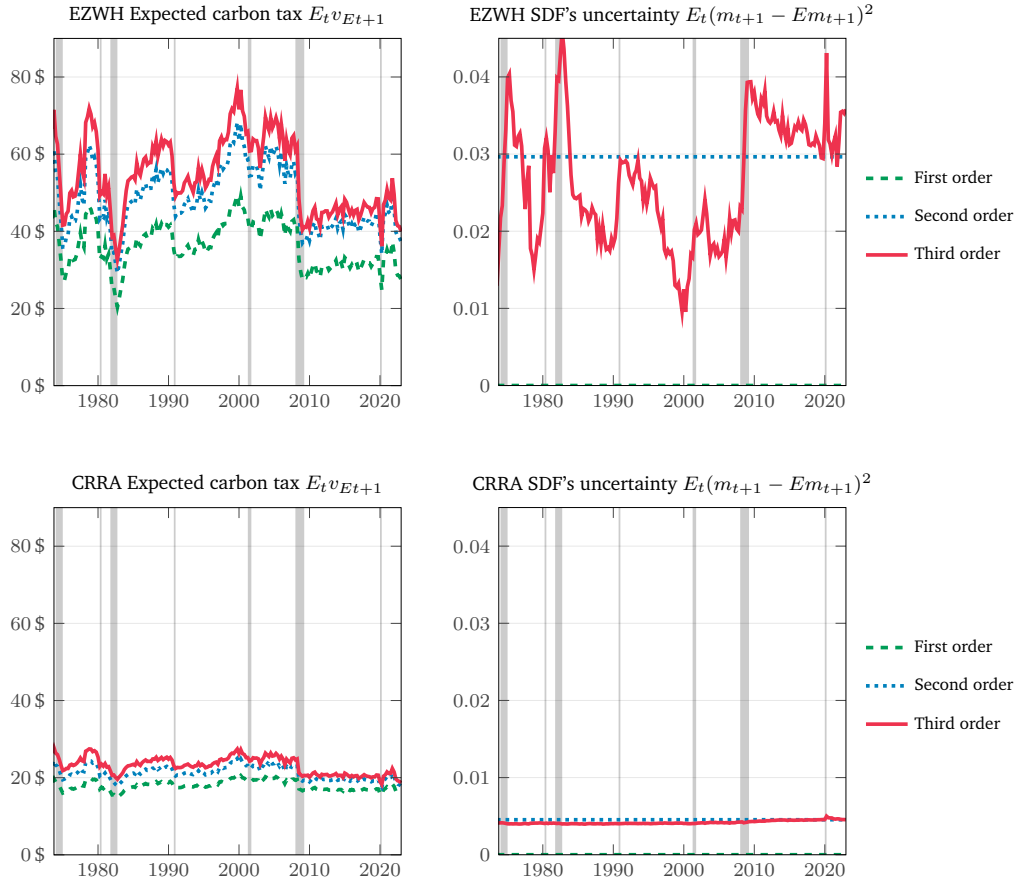 EZWH Expected carbon tax $E_t v_{Et+1}$
EZWH SDF's uncertainty $E_t(m_{t+1} - Em_{t+1})^2$
80 $
60 $
40 $
20 $
0 $
1980 1990 2000 2010 2020
0.04
0.03
0.02
0.01
0
1980 1990 2000 2010 2020
First order
Second order
Third order
CRRA Expected carbon tax $E_t v_{Et+1}$
CRRA SDF's uncertainty $E_t(m_{t+1} - Em_{t+1})^2$
80 $
60 $
40 $
20 $
0 $
1980 1990 2000 2010 2020
0.04
0.03
0.02
0.01
0
1980 1990 2000 2010 2020
First order
Second order
Third order